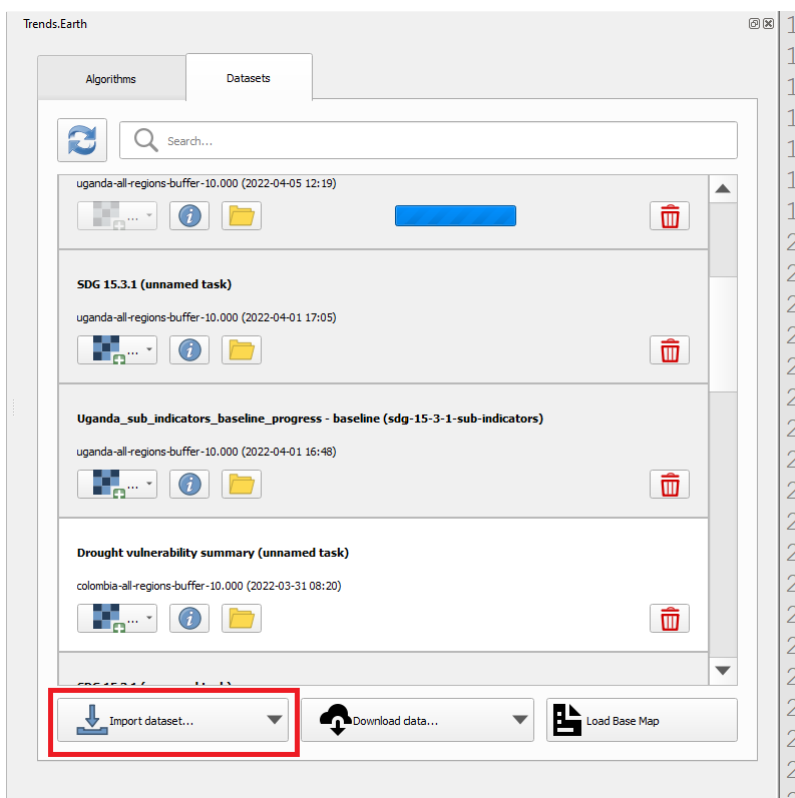 Trends.Earth
Algorithms
Datasets
Search...
uganda-all-regions-buffer-10.000 (2022-04-05 12:19)
...
SDG 15.3.1 (unnamed task)
uganda-all-regions-buffer-10.000 (2022-04-01 17:05)
...
Uganda_sub_indicators_baseline_progress - baseline (sdg-15-3-1-sub-indicators)
uganda-all-regions-buffer-10.000 (2022-04-01 16:48)
...
Drought vulnerability summary (unnamed task)
colombia-all-regions-buffer-10.000 (2022-03-31 08:20)
...
Import dataset...
Download data...
Load Base Map